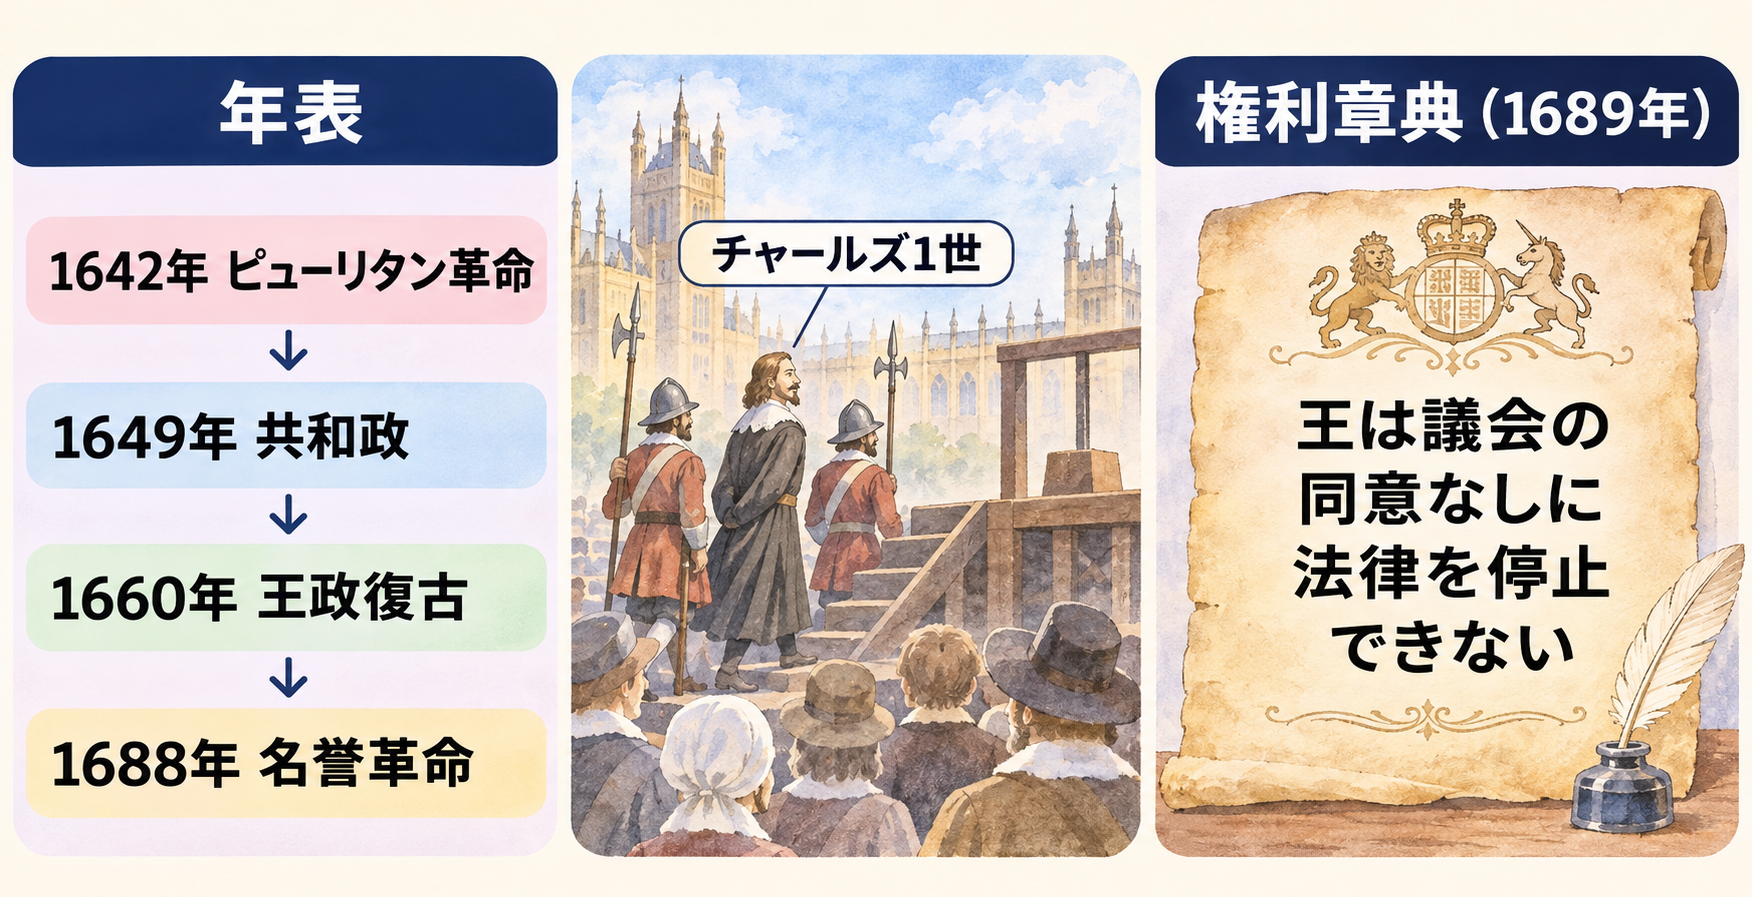 年表
1642年 ピューリタン革命
1649年 共和政
1660年 王政復古
1688年 名誉革命
チャールズ1世
権利章典(1689年)
王は議会の
同意なしに
法律を停止
できない